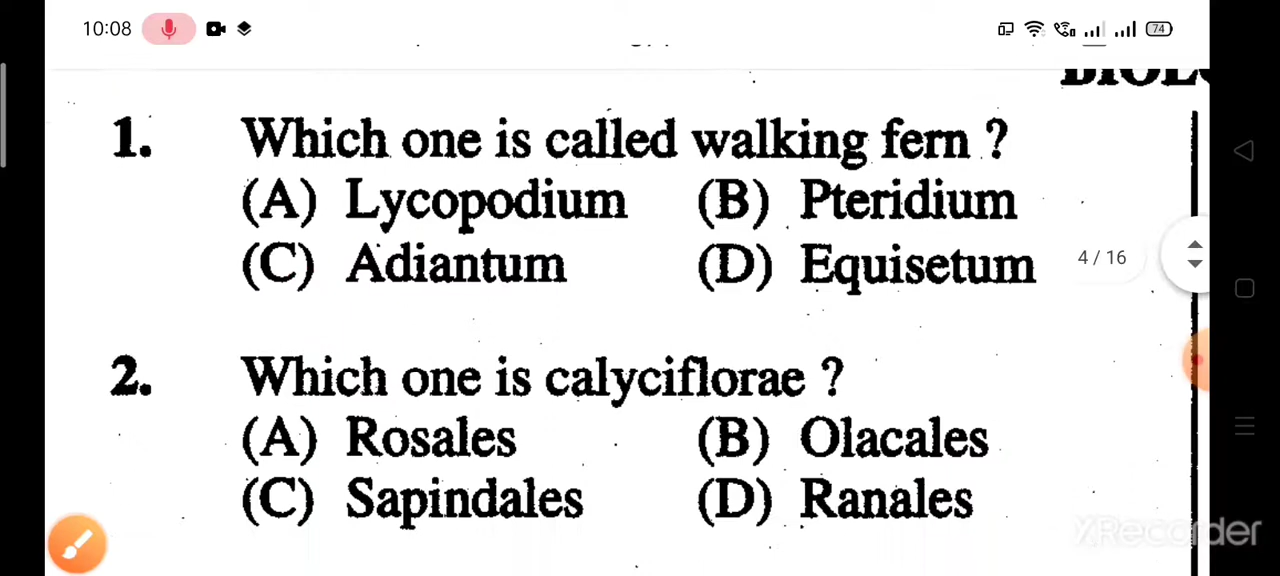 10:08
74
1. Which one is called walking fern ?
(A) Lycopodium (B) Pteridium
(C) Adiantum (D) Equisetum
4 / 16
2. Which one is calyciflorae ?
(A) Rosales (B) Olacales
(C) Sapindales (D) Ranales
XRecorder